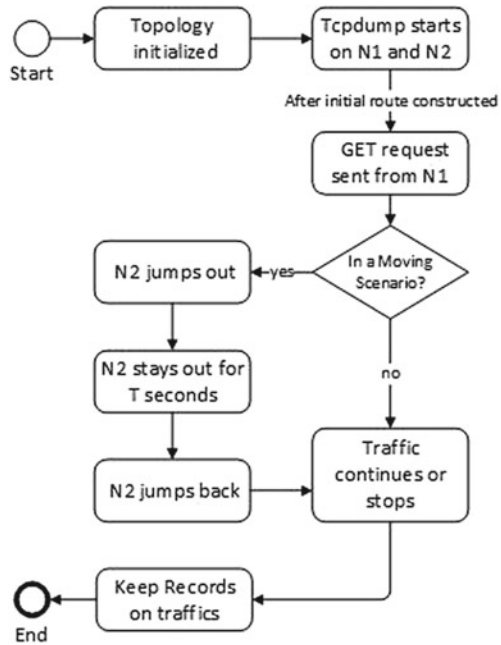 Start
Topology
initialized
Tcpdump starts
on N1 and N2
After initial route constructed
GET request
sent from N1
In a Moving
Scenario?
yes
N2 jumps out
N2 stays out for
T seconds
N2 jumps back
no
Traffic
continues or
stops
Keep Records
on traffics
End